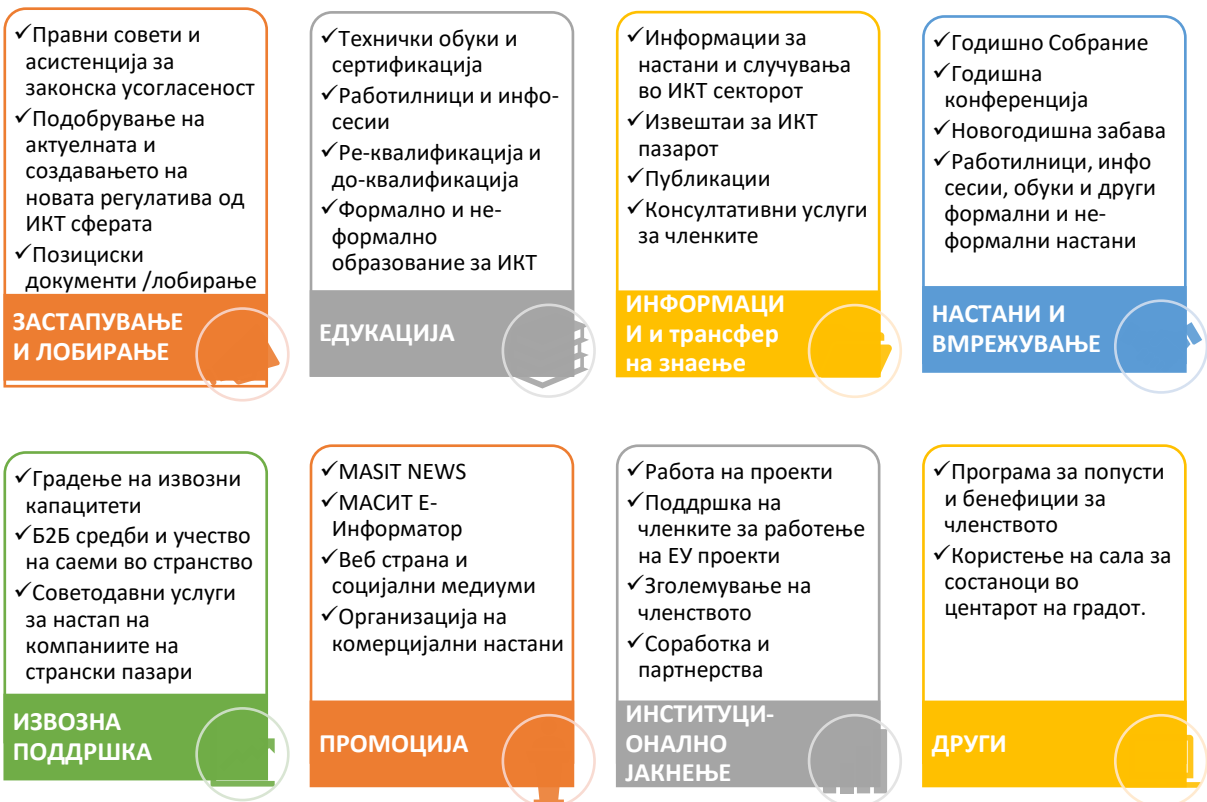 ✓Правни совети и
асистенција за
законска усогласеност
✓Подобрување на
актуелната и
создавањето на
новата регулатива од
ИКТ сферата
✓Позициски
документи /лобирање
ЗАСТАПУВАЊЕ
И ЛОБИРАЊЕ
✓Технички обуки и
сертификација
✓Работилници и инфо-
сесии
✓Ре-квалификација и
до-квалификација
✓Формално и не-
формално
образование за ИКТ
ЕДУКАЦИЈА
✓Информации за
настани и случувања
во ИКТ секторот
✓Извештаи за ИКТ
пазарот
✓Публикации
✓Консултативни услуги
за членките
ИНФОРМАЦИ
И и трансфер
на знаење
✓Годишно Собрание
✓Годишна
конференција
✓Новогодишна забава
✓Работилници, инфо
сесии, обуки и други
формални и не-
формални настани
НАСТАНИ И
ВМРЕЖУВАЊЕ
✓Градење на извозни
капацитети
✓Б2Б средби и учество
на саеми во странство
✓Советодавни услуги
за настап на
компаниите на
странски пазари
ИЗВОЗНА
ПОДДРШКА
✓MASIT NEWS
✓МАСИТ Е-
Информатор
✓Веб страна и
социјални медиуми
✓Организација на
комерцијални настани
ПРОМОЦИЈА
✓Работа на проекти
✓Поддршка на
членките за работење
на ЕУ проекти
✓Зголемување на
членството
✓Соработка и
партнерства
ИНСТИТУЦИ-
ОНАЛНО
ЈАКНЕЊЕ
✓Програма за попусти
и бенефиции за
членството
✓Користење на сала за
состаноци во
центарот на градот.
ДРУГИ